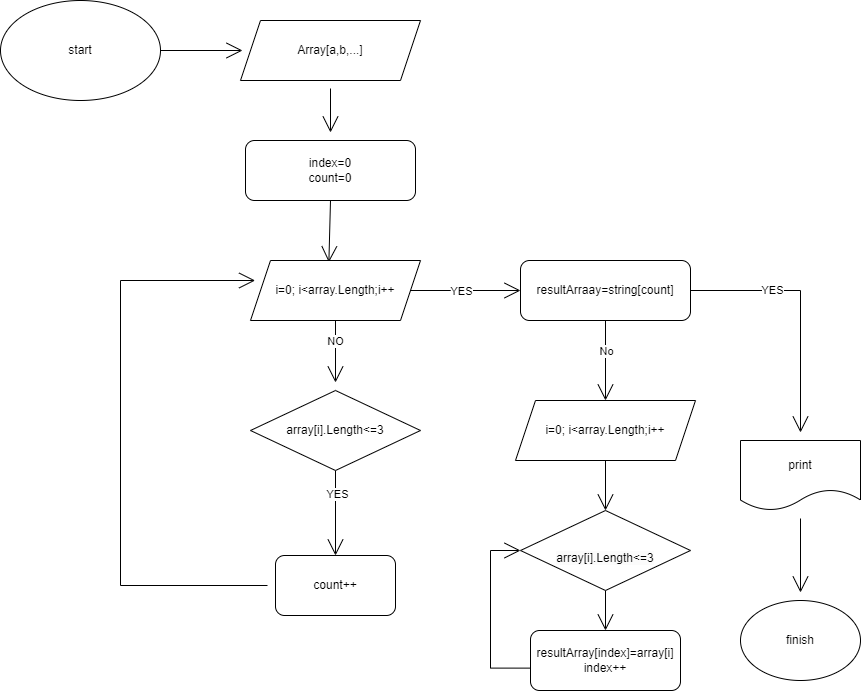 start
Array[a,b,...]
index=0
count=0
i=0; i<array.Length;i++
YES
resultArraay=string[count]
YES
NO
No
array[i].Length<=3
i=0; i<array.Length;i++
print
YES
array[i].Length<=3
count++
resultArray[index]=array[i]
index++
finish